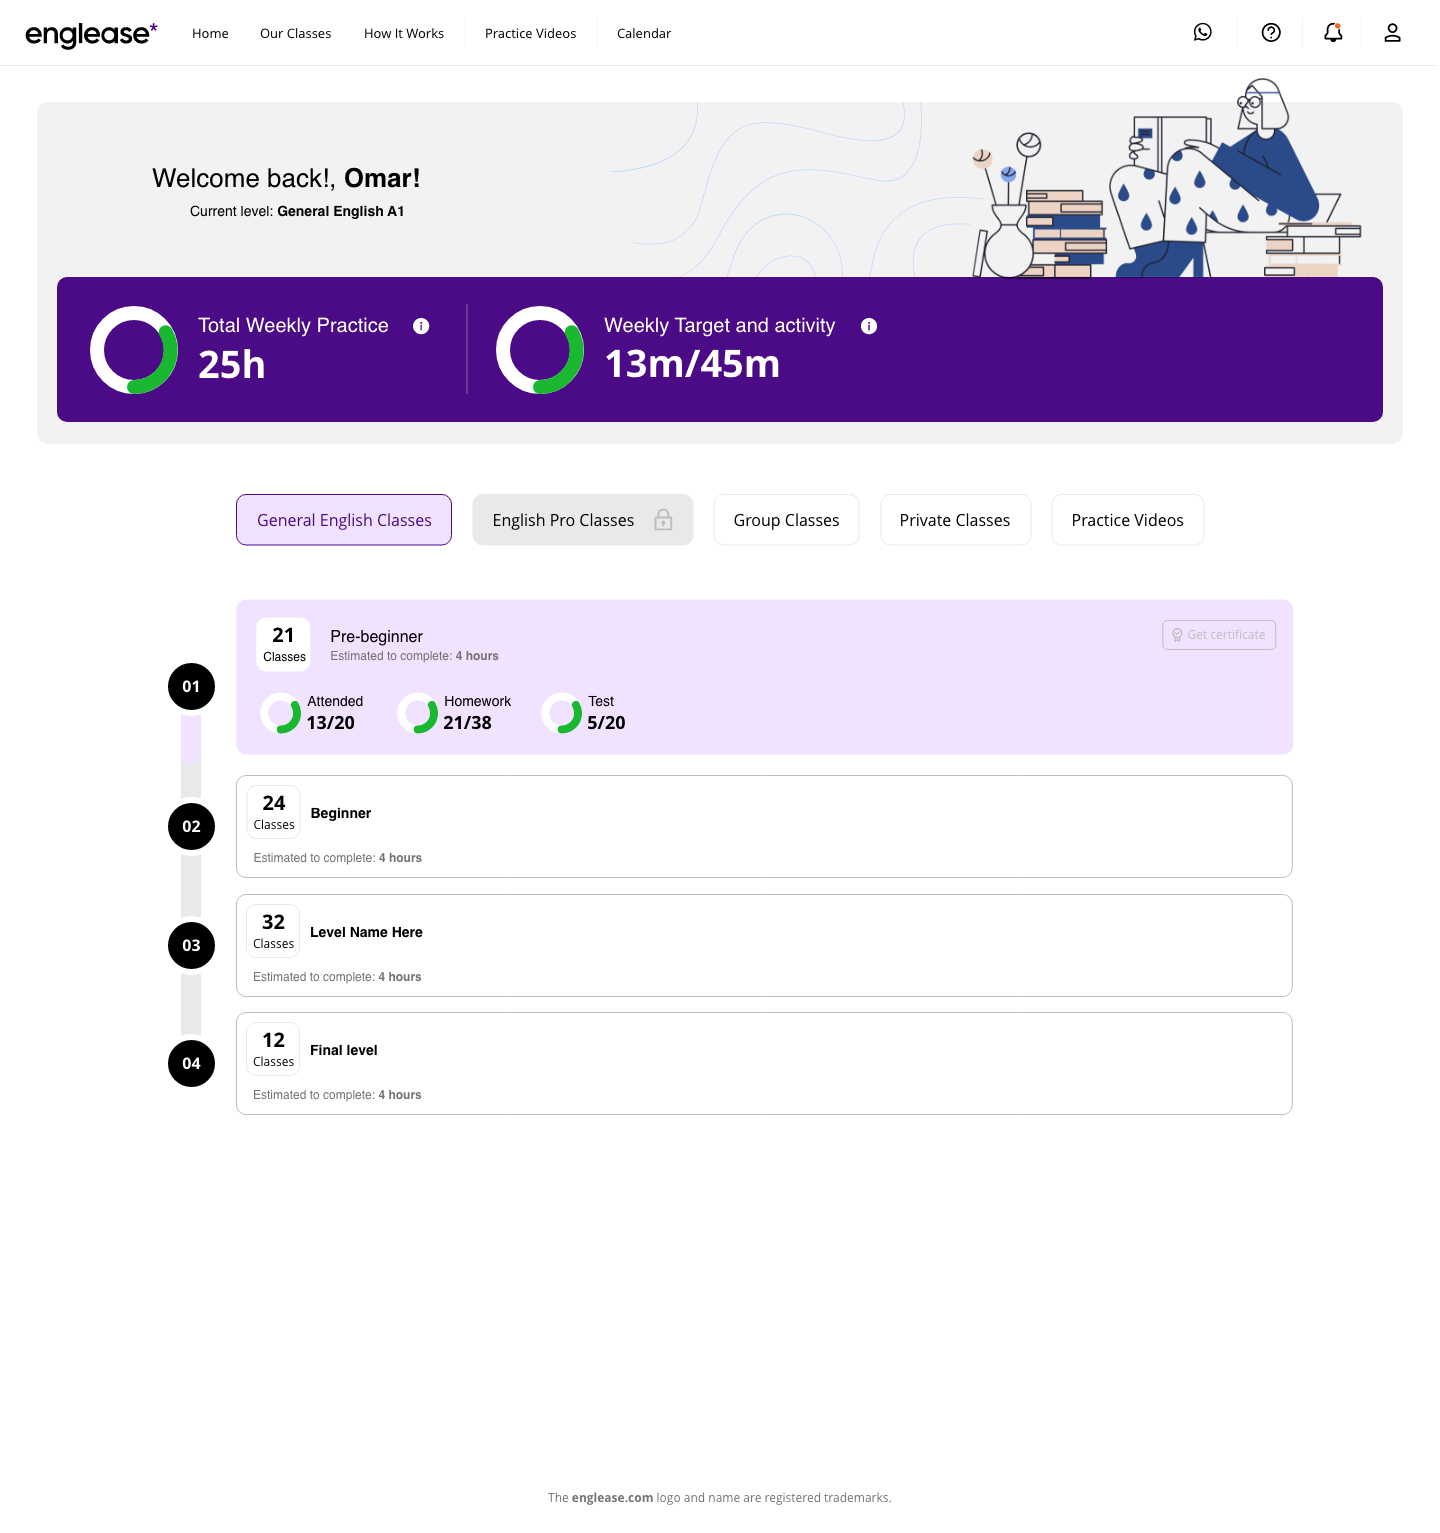 englease*
Home
Our Classes
How It Works
Practice Videos
Calendar
Welcome back!, Omar!
Current level: General English A1
Total Weekly Practice
25h
Weekly Target and activity
13m/45m
General English Classes
English Pro Classes
Group Classes
Private Classes
Practice Videos
01
21
Classes
Pre-beginner
Estimated to complete: 4 hours
Get certificate
Attended
13/20
Homework
21/38
Test
5/20
02
24
Classes
Beginner
Estimated to complete: 4 hours
03
32
Classes
Level Name Here
Estimated to complete: 4 hours
04
12
Classes
Final level
Estimated to complete: 4 hours
The englease.com logo and name are registered trademarks.